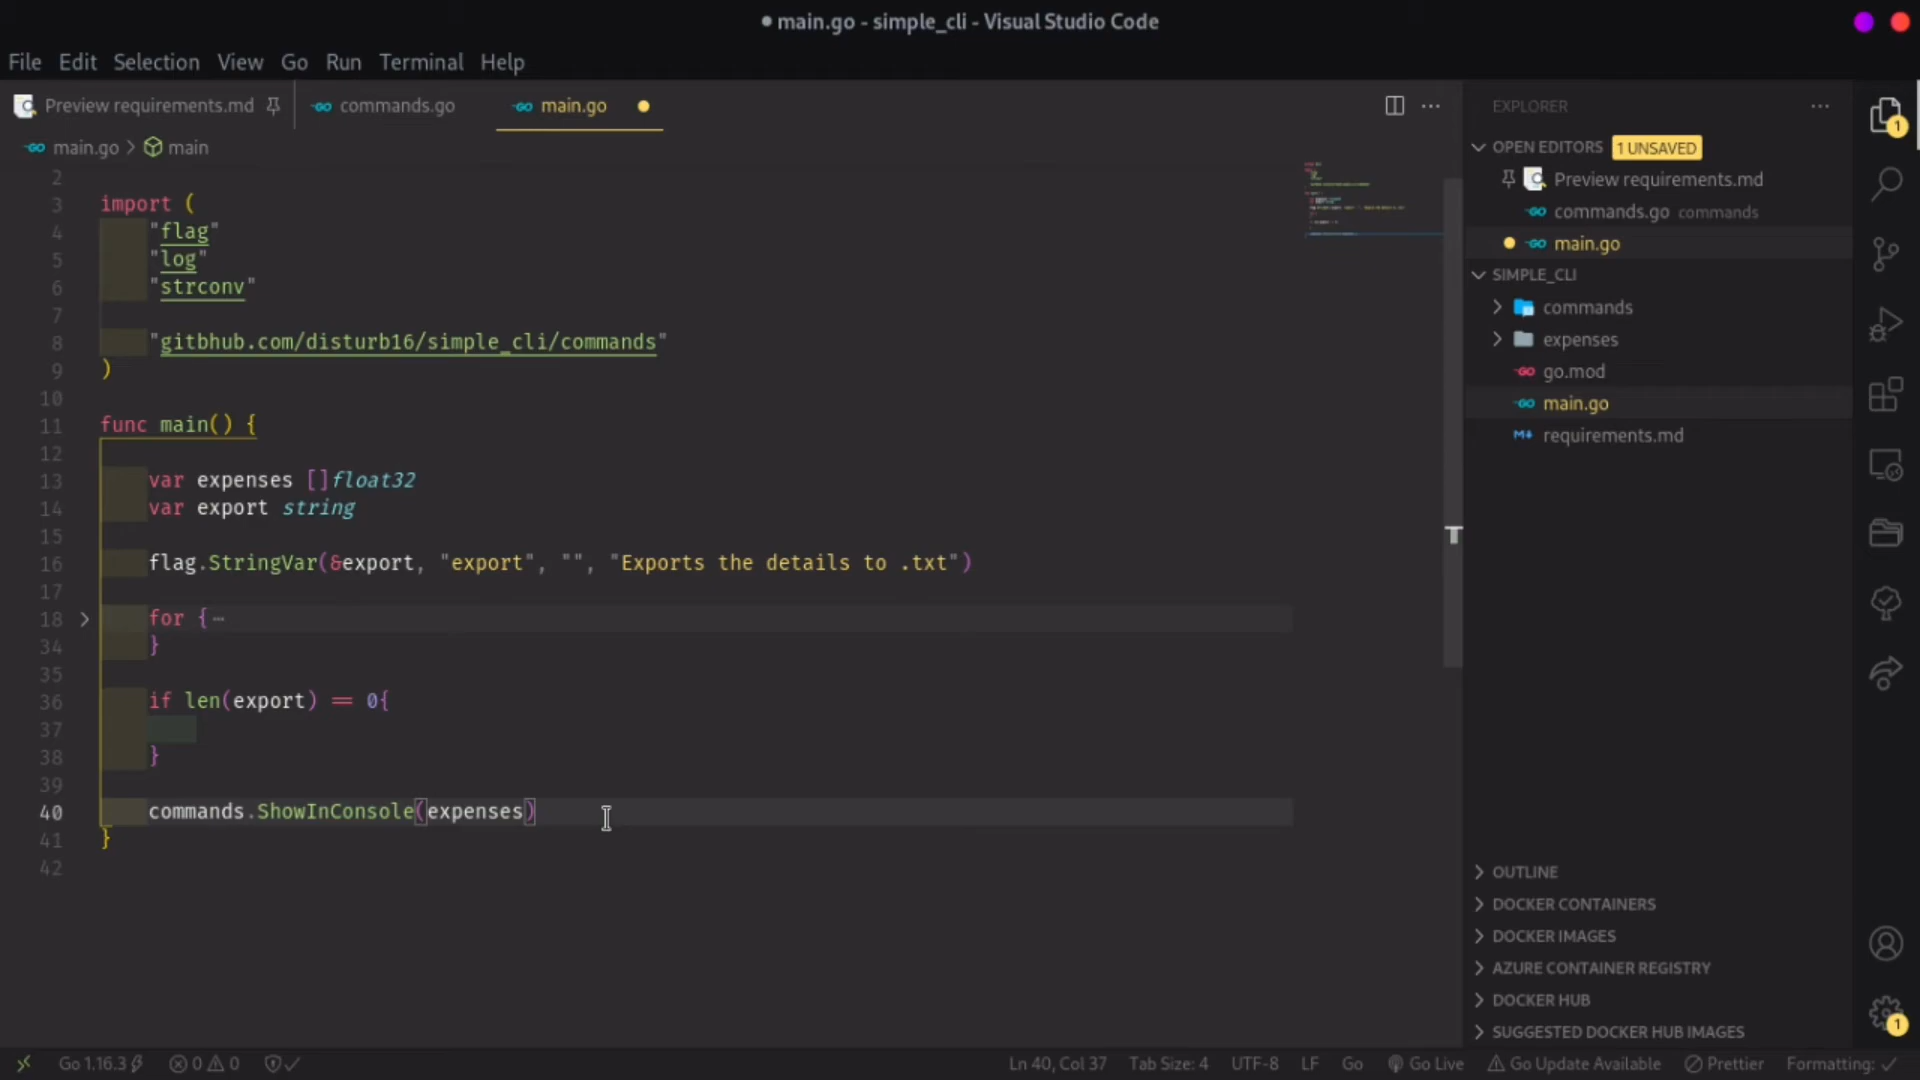 ● main.go - simple_cli - Visual Studio Code
File Edit Selection View Go Run Terminal Help
Preview requirements.md commands.go main.go ●
main.go > main
2
3 import (
4 "flag"
5 "log"
6 "strconv"
7
8 "gitbhub.com/disturb16/simple_cli/commands"
9 )
10
11 func main() {
12
13 var expenses []float32
14 var export string
15
16 flag.StringVar(&export, "export", "", "Exports the details to .txt")
17
18 for {⋯
34 }
35
36 if len(export) == 0{
37
38 }
39
40 commands.ShowInConsole(expenses)
41 }
42
EXPLORER
OPEN EDITORS 1 UNSAVED
Preview requirements.md
commands.go commands
main.go
SIMPLE_CLI
commands
expenses
go.mod
main.go
requirements.md
OUTLINE
DOCKER CONTAINERS
DOCKER IMAGES
AZURE CONTAINER REGISTRY
DOCKER HUB
SUGGESTED DOCKER HUB IMAGES
1
1
Go 1.16.3 0 0 Ln 40, Col 37 Tab Size: 4 UTF-8 LF Go Go Live Go Update Available Prettier Formatting: ✓